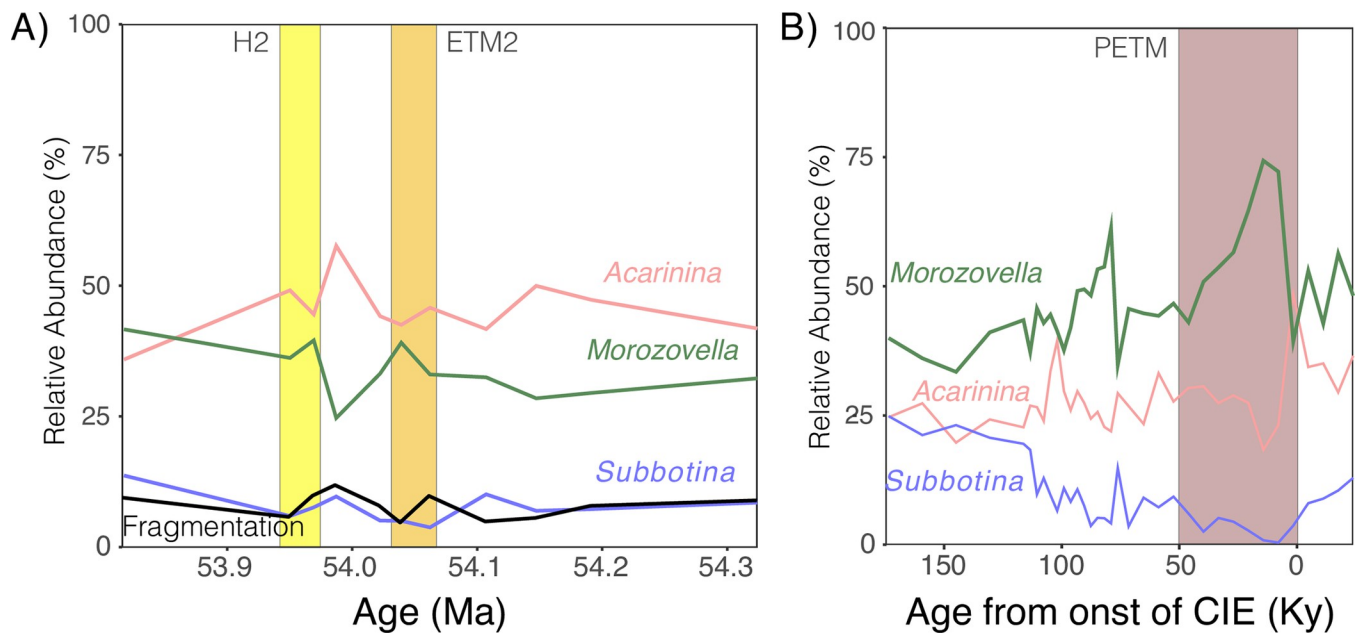 A)
H2
ETM2
100
75
50
25
0
Relative Abundance (%)
Acarinina
Morozovella
Subbotina
Fragmentation
53.9
54.0
54.1
54.2
54.3
Age (Ma)
B)
PETM
100
75
50
25
0
Relative Abundance (%)
Morozovella
Acarinina
Subbotina
150
100
50
0
Age from onst of CIE (Ky)